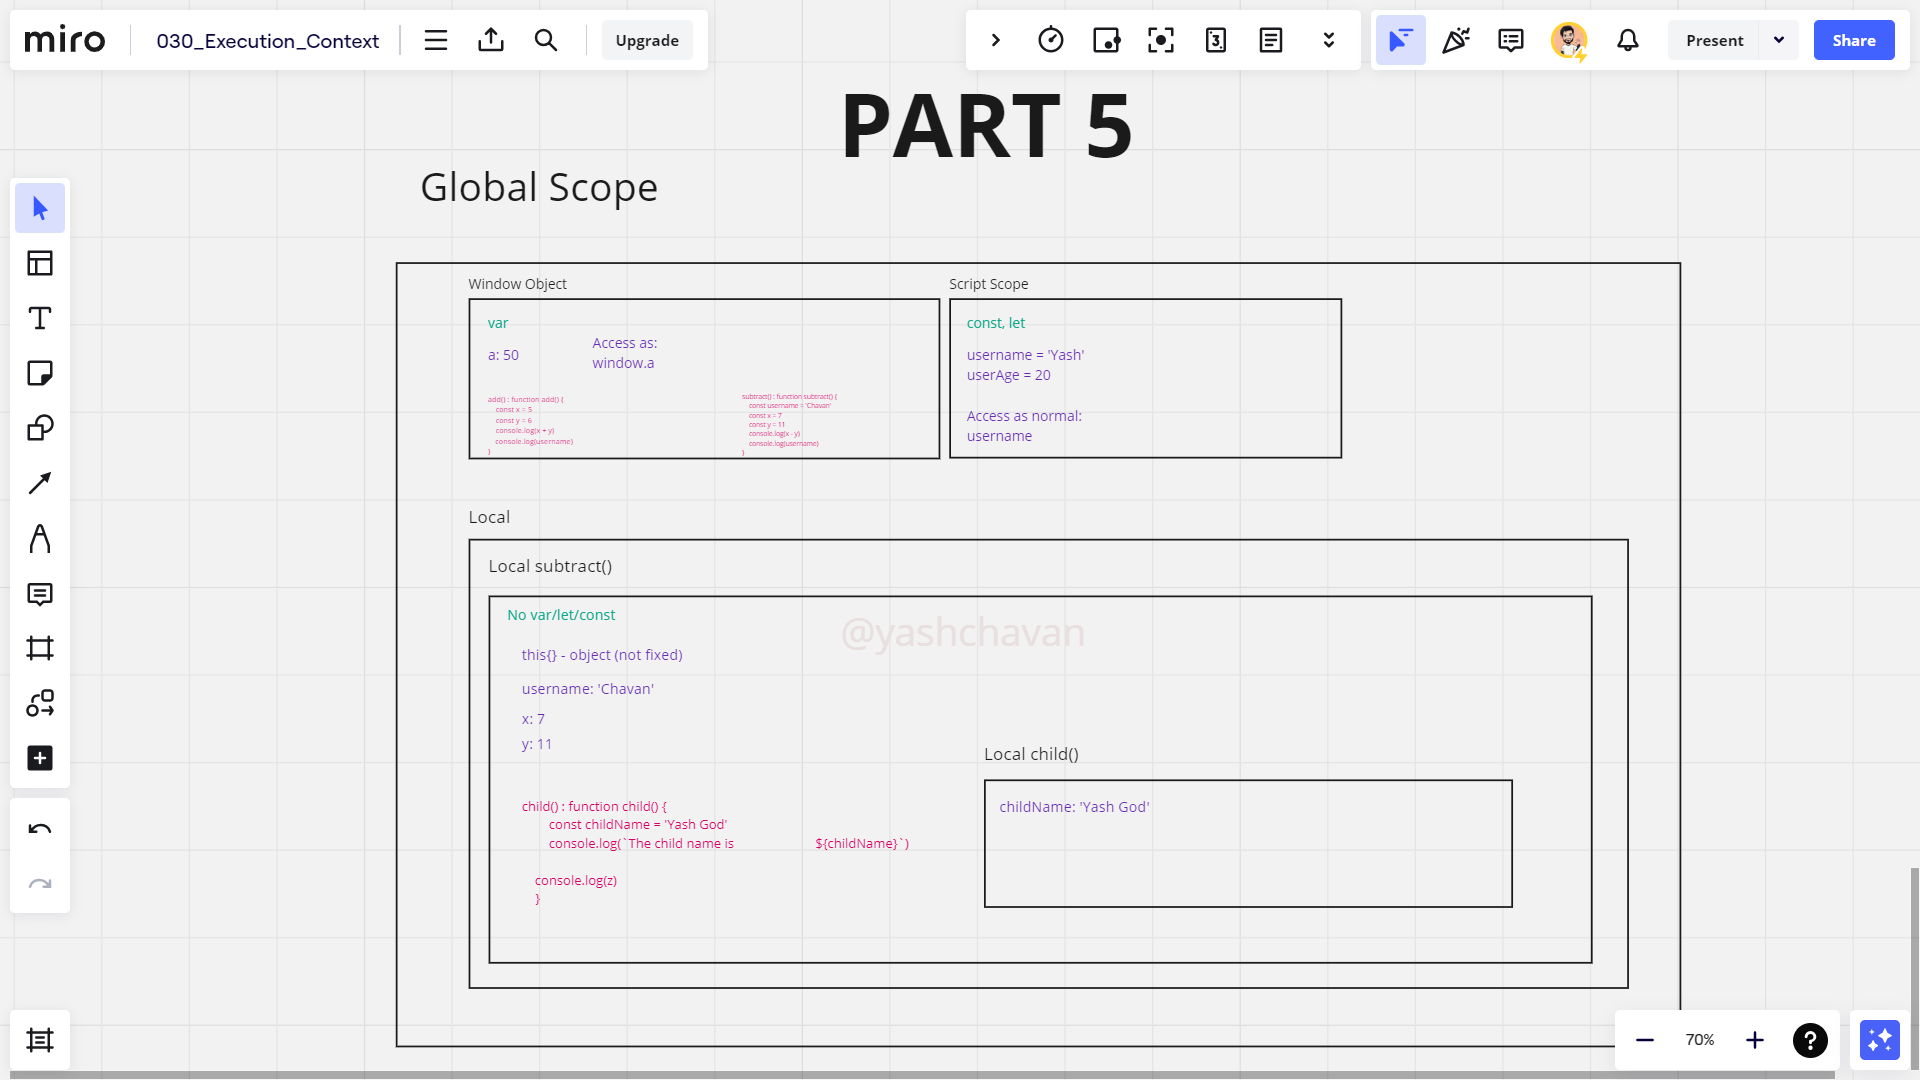 miro
030_Execution_Context
Upgrade
3
Present
Share
PART 5
Global Scope
Window Object
var
a: 50
Access as:
window.a
add() : function add() {
const x = 5
const y = 6
console.log(x + y)
console.log(username)
}
subtract() : function subtract() {
const username = 'Chavan'
const x = 7
const y = 11
console.log(x - y)
console.log(username)
}
Script Scope
const, let
username = 'Yash'
userAge = 20
Access as normal:
username
Local
Local subtract()
No var/let/const
this{} - object (not fixed)
username: 'Chavan'
x: 7
y: 11
@yashchavan
child() : function child() {
const childName = 'Yash God'
console.log(`The child name is ${childName}`)
console.log(z)
}
Local child()
childName: 'Yash God'
70%
?